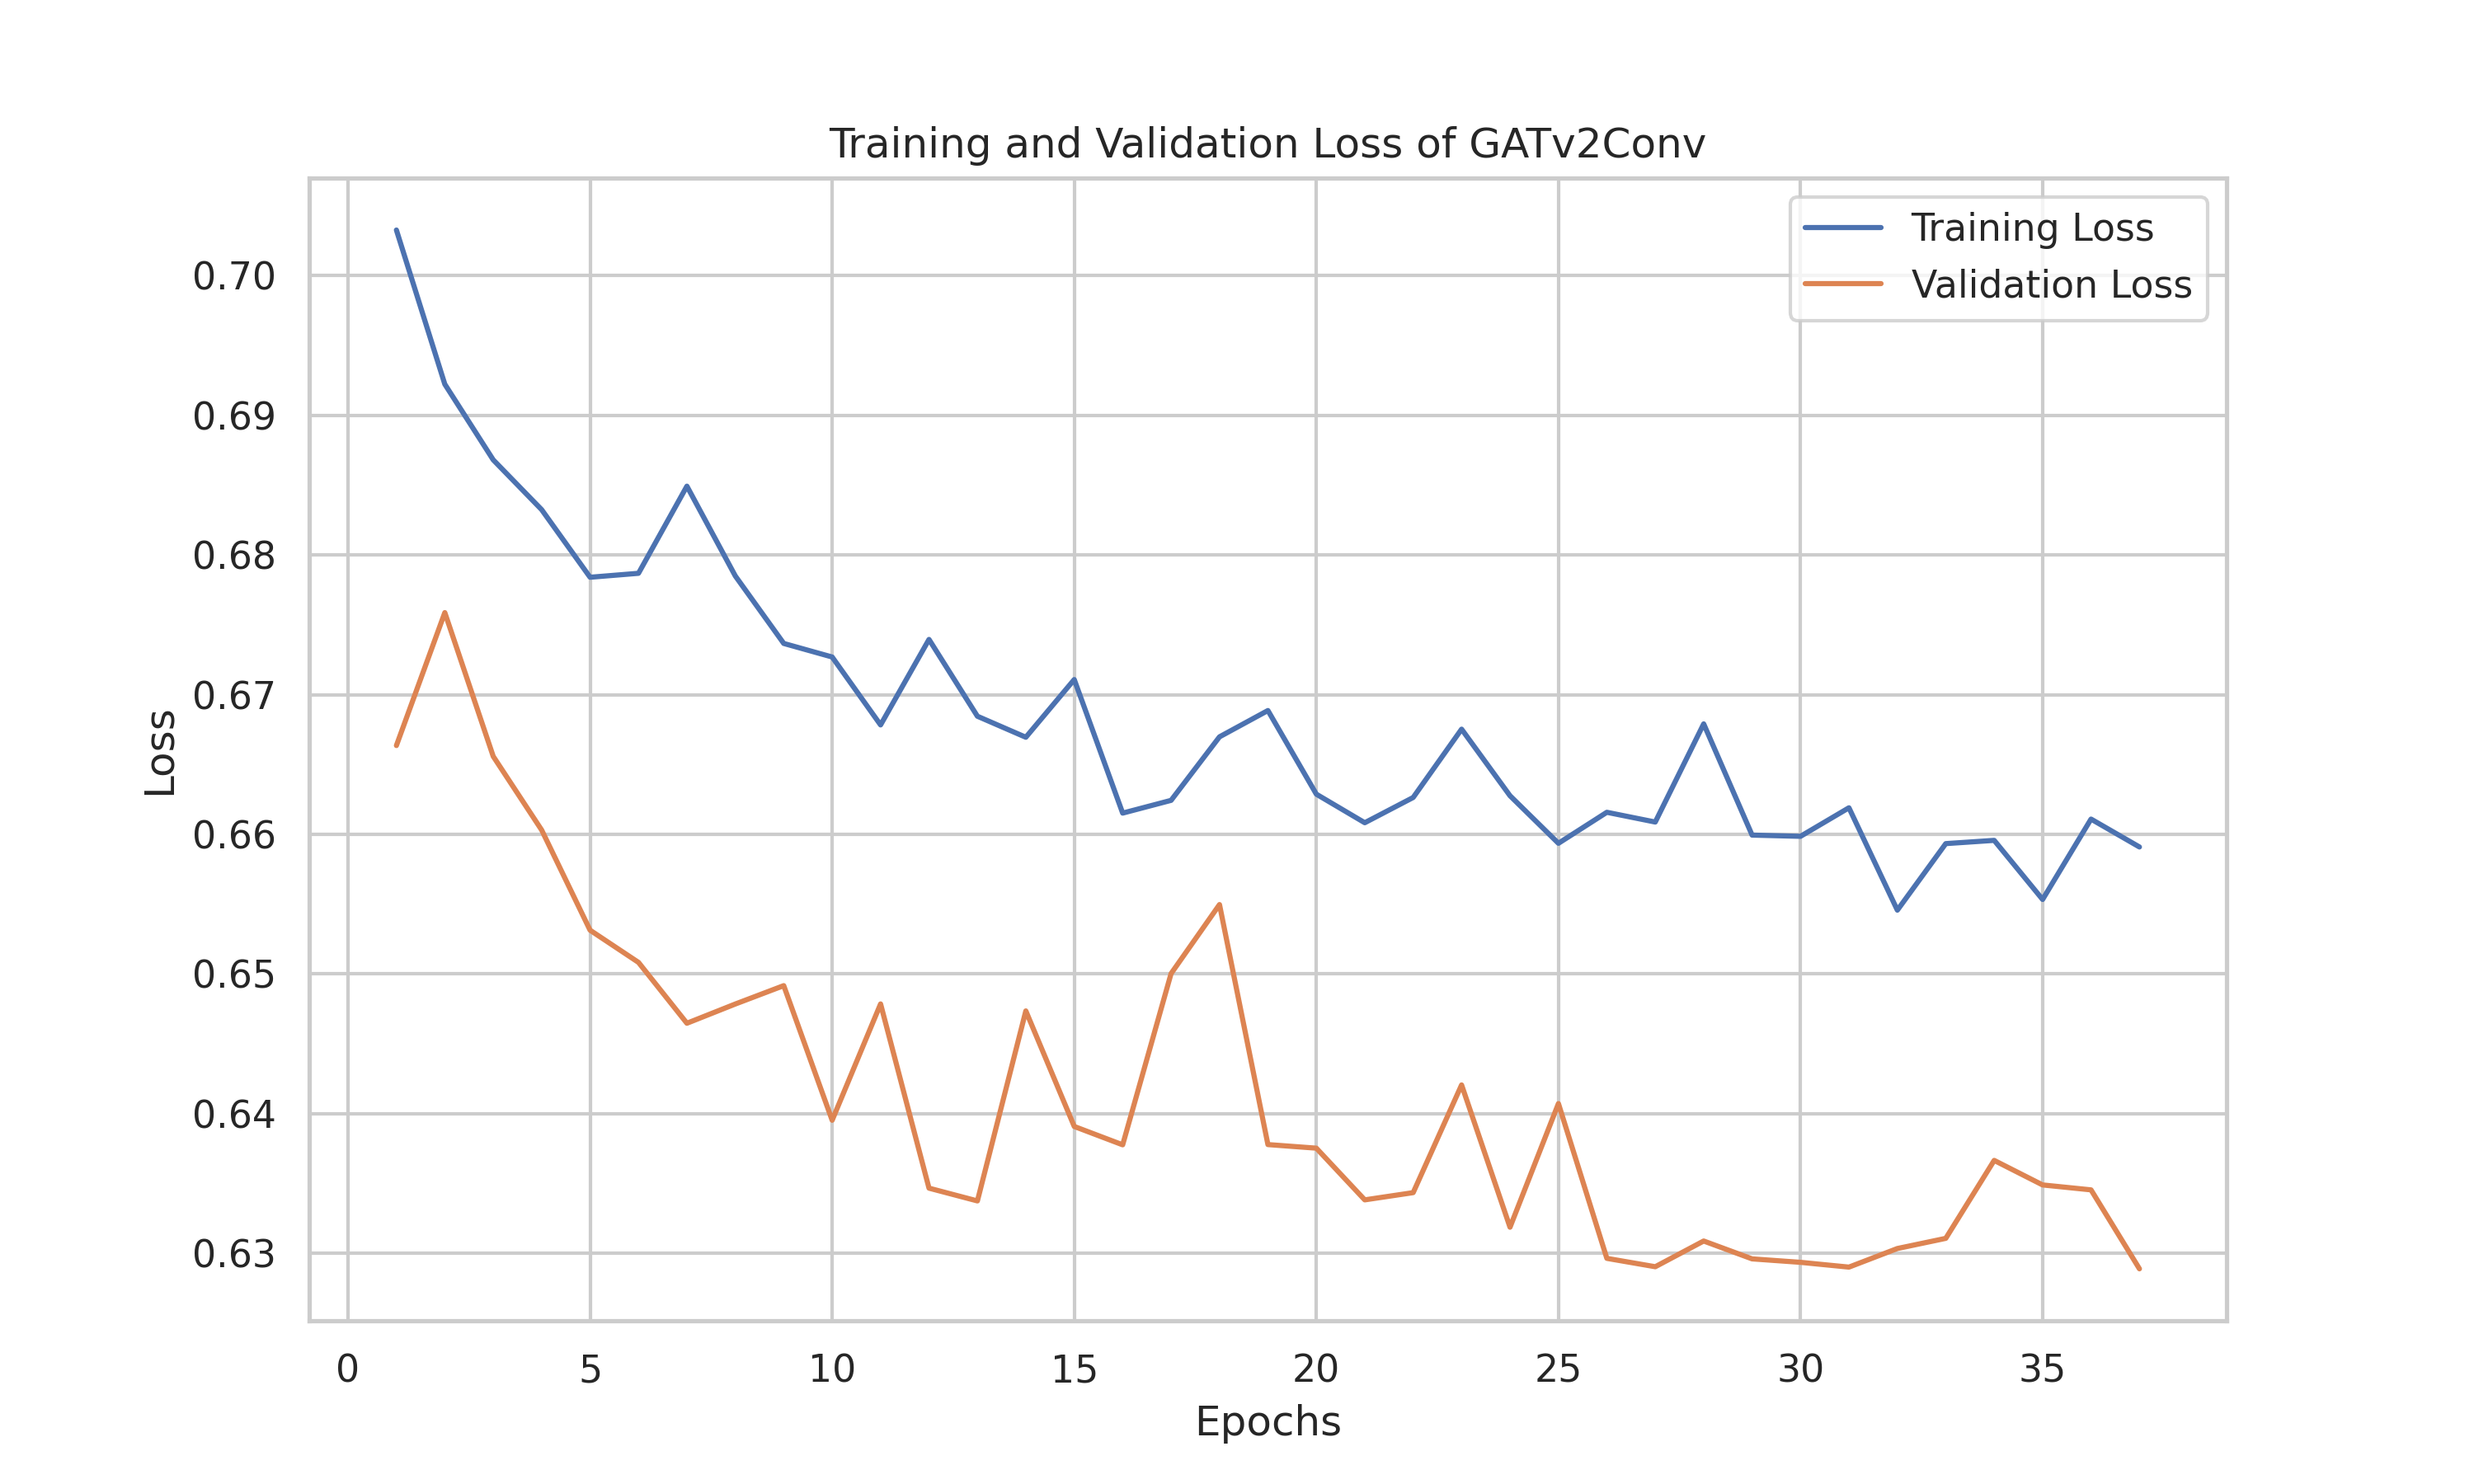 Training and Validation Loss of GATv2Conv
Training Loss
Validation Loss
0.70
0.69
0.68
0.67
0.66
0.65
0.64
0.63
Loss
0 5 10 15 20 25 30 35
Epochs